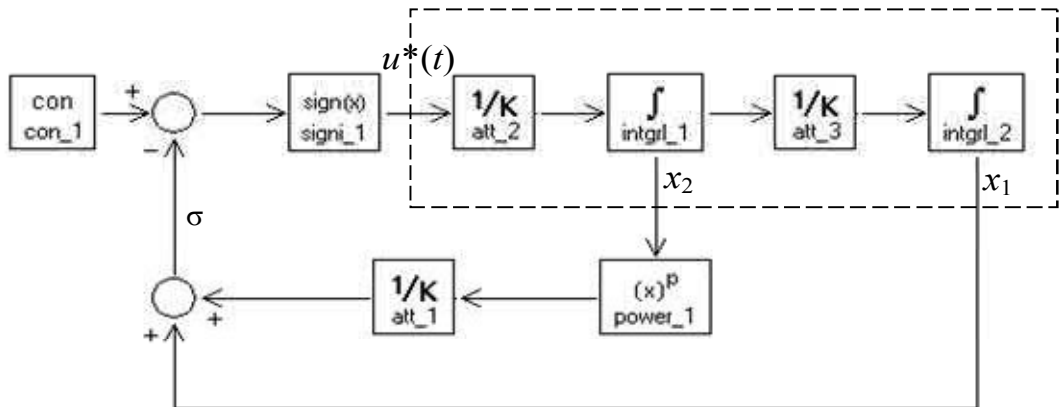 u*(t)
con
con_1
+
−
sign(x)
signi_1
1/K
att_2
∫
intgrl_1
1/K
att_3
∫
intgrl_2
x₂
x₁
σ
1/K
att_1
(x)ᵖ
power_1
+
+